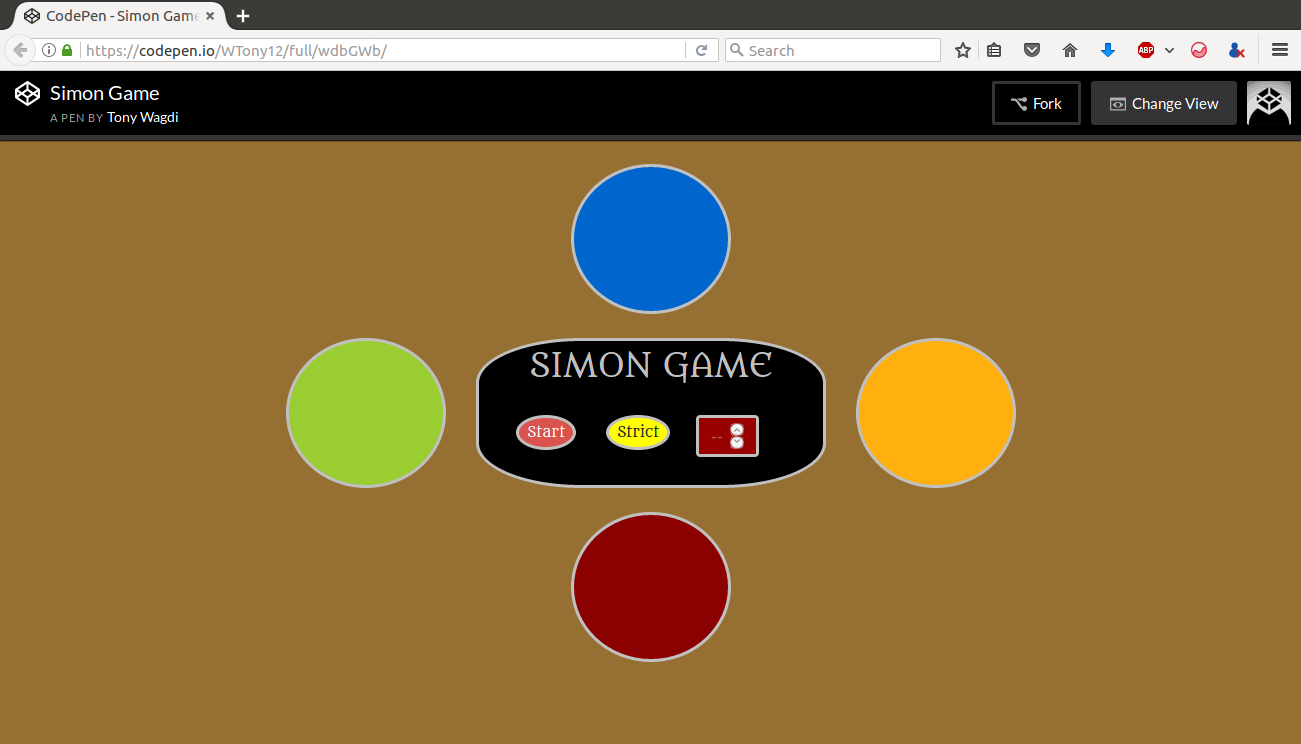 CodePen - Simon Game
https://codepen.io/WTony12/full/wdbGWb/
Search
ABP
Simon Game
A PEN BY Tony Wagdi
Fork
Change View
SIMON GAME
Start
Strict
--